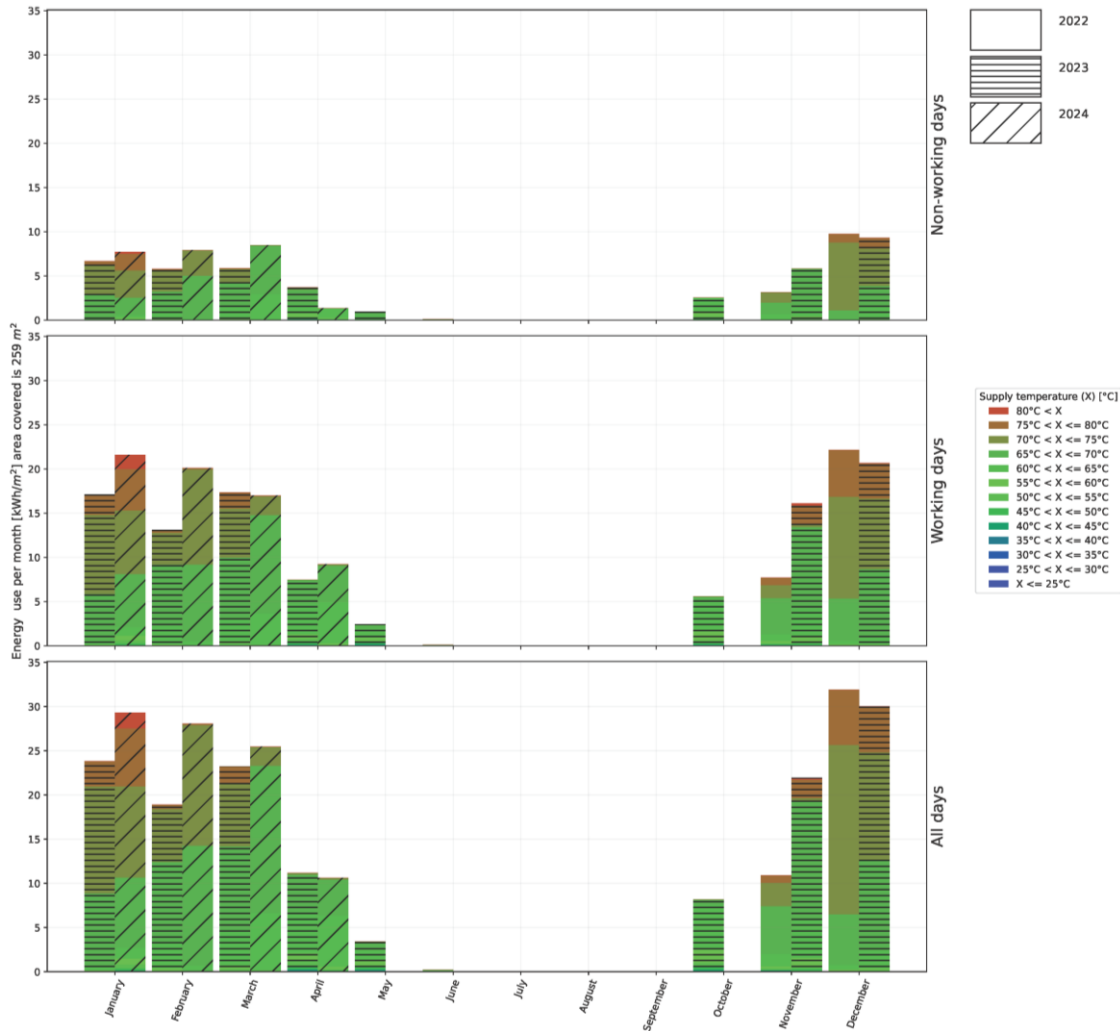 35
30
25
20
15
10
5
0
Non-working days
2022
2023
2024
35
30
25
20
15
10
5
0
Working days
Energy use per month [kWh/m²] area covered is 259 m²
Supply temperature (X) [°C]
80°C < X
75°C < X <= 80°C
70°C < X <= 75°C
65°C < X <= 70°C
60°C < X <= 65°C
55°C < X <= 60°C
50°C < X <= 55°C
45°C < X <= 50°C
40°C < X <= 45°C
35°C < X <= 40°C
30°C < X <= 35°C
25°C < X <= 30°C
X <= 25°C
35
30
25
20
15
10
5
0
All days
January
February
March
April
May
June
July
August
September
October
November
December